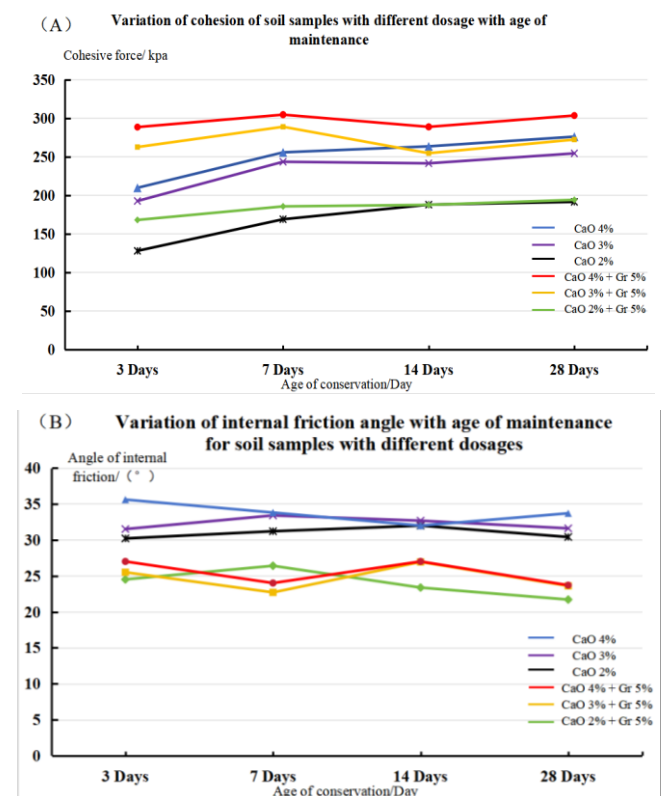 （A） Variation of cohesion of soil samples with different dosage with age of
maintenance
Cohesive force/ kpa
350
300
250
200
150
100
50
0
CaO 4%
CaO 3%
CaO 2%
CaO 4% + Gr 5%
CaO 3% + Gr 5%
CaO 2% + Gr 5%
3 Days 7 Days 14 Days 28 Days
Age of conservation/Day
（B） Variation of internal friction angle with age of maintenance
for soil samples with different dosages
Angle of internal
friction/（°）
40
35
30
25
20
15
10
5
0
CaO 4%
CaO 3%
CaO 2%
CaO 4% + Gr 5%
CaO 3% + Gr 5%
CaO 2% + Gr 5%
3 Days 7 Days 14 Days 28 Days
Age of conservation/Day